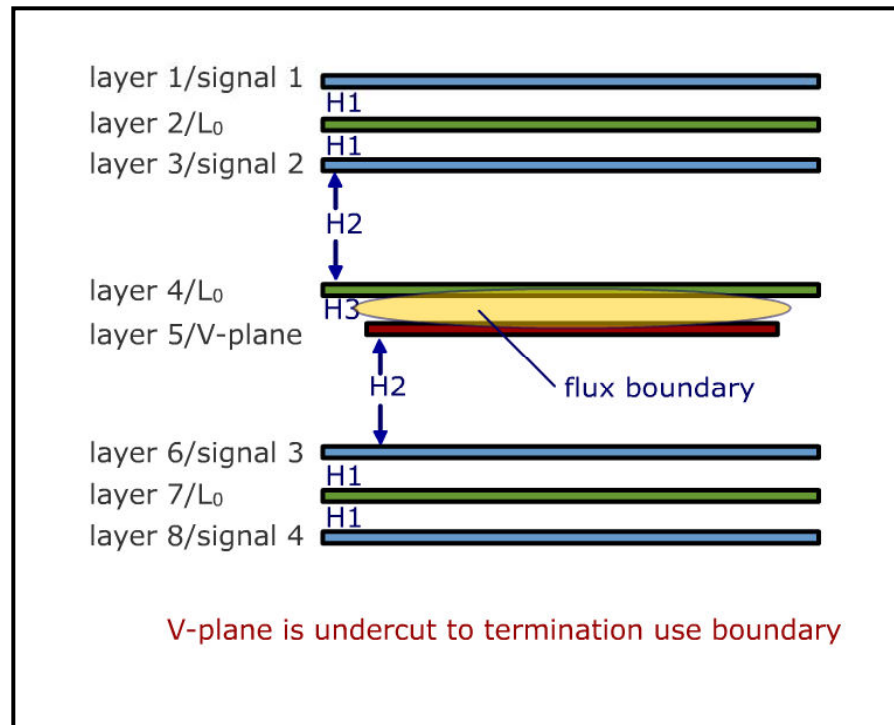 layer 1/signal 1
H1
layer 2/L₀
H1
layer 3/signal 2
H2
layer 4/L₀
H3
layer 5/V-plane
H2
flux boundary
layer 6/signal 3
H1
layer 7/L₀
H1
layer 8/signal 4
V-plane is undercut to termination use boundary